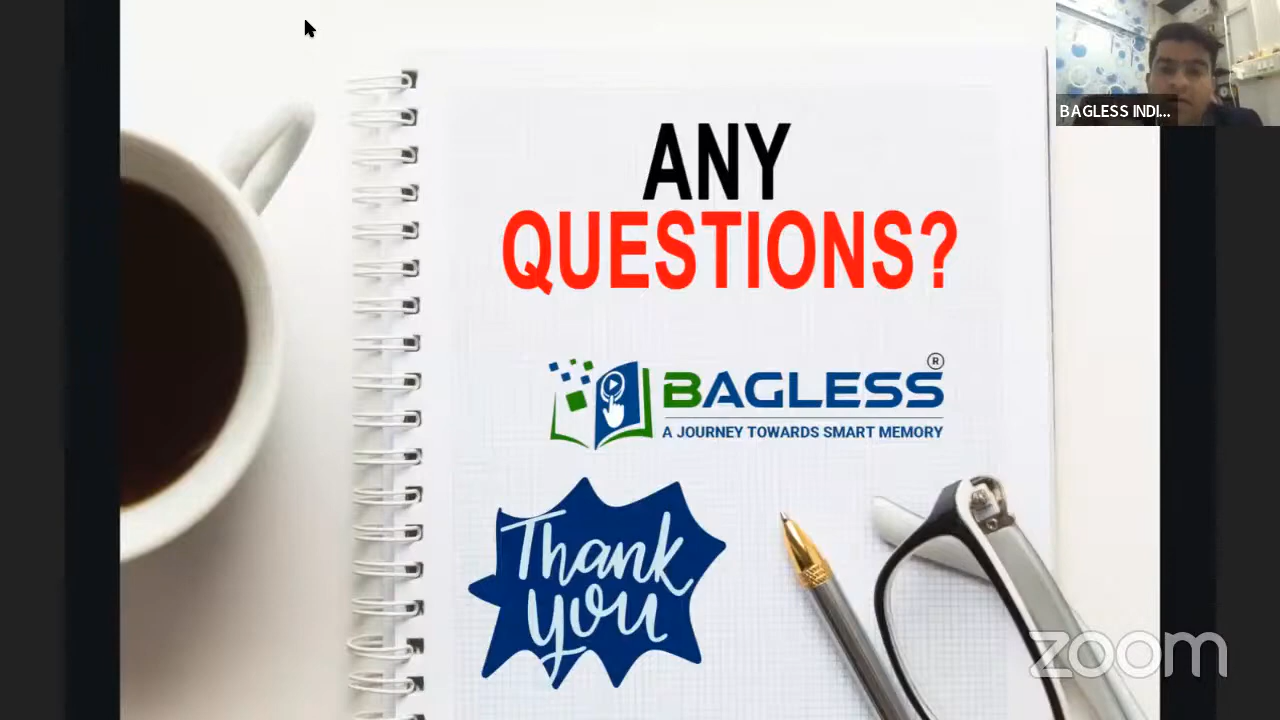 BAGLESS INDI...
ANY
QUESTIONS?
BAGLESS®
A JOURNEY TOWARDS SMART MEMORY
Thank
you
zoom